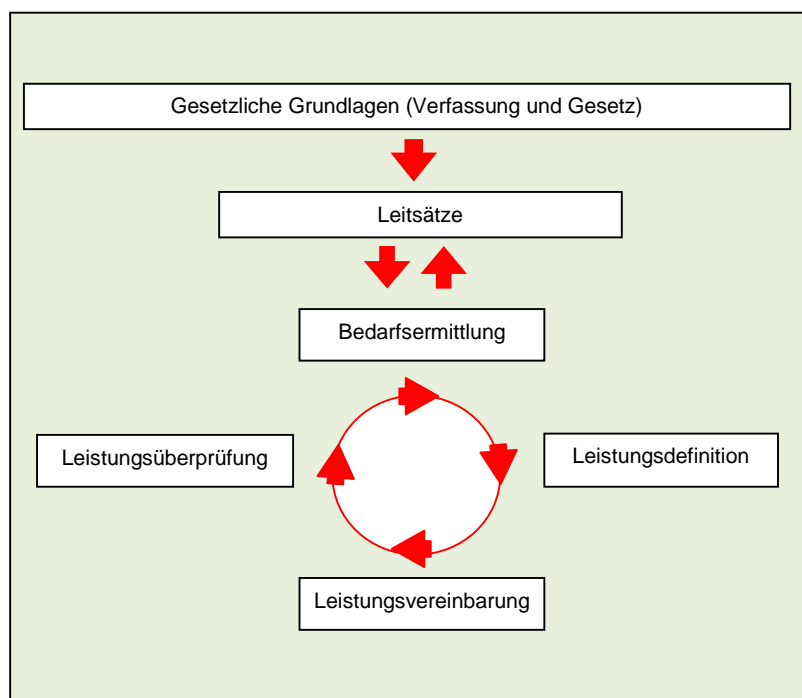 Gesetzliche Grundlagen (Verfassung und Gesetz)
Leitsätze
Bedarfsermittlung
Leistungsüberprüfung
Leistungsdefinition
Leistungsvereinbarung